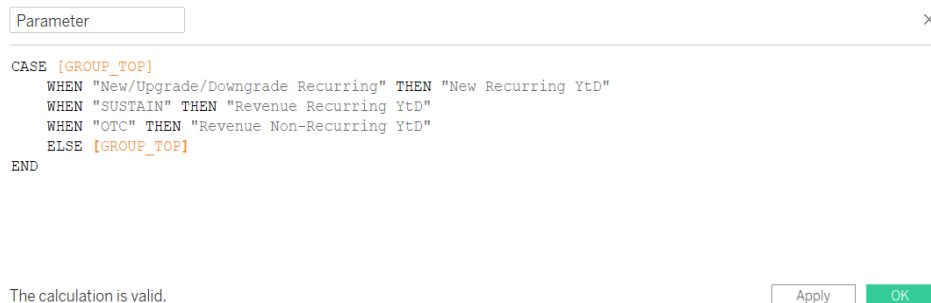 Parameter
CASE [GROUP_TOP]
WHEN "New/Upgrade/Downgrade Recurring" THEN "New Recurring YtD"
WHEN "SUSTAIN" THEN "Revenue Recurring YtD"
WHEN "OTC" THEN "Revenue Non-Recurring YtD"
ELSE [GROUP_TOP]
END
The calculation is valid.
Apply
OK